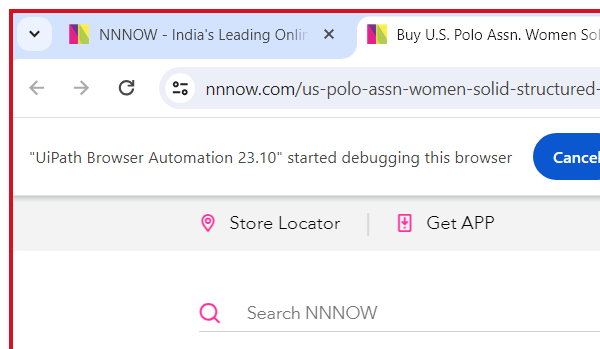 NNNOW - India's Leading Onli
Buy U.S. Polo Assn. Women Sol
nnnow.com/us-polo-assn-women-solid-structured-
"UiPath Browser Automation 23.10" started debugging this browser
Cancel
Store Locator
Get APP
Search NNNOW